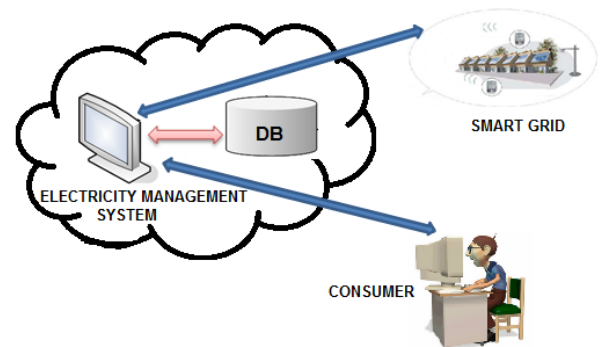 SMART GRID
DB
ELECTRICITY MANAGEMENT
SYSTEM
CONSUMER